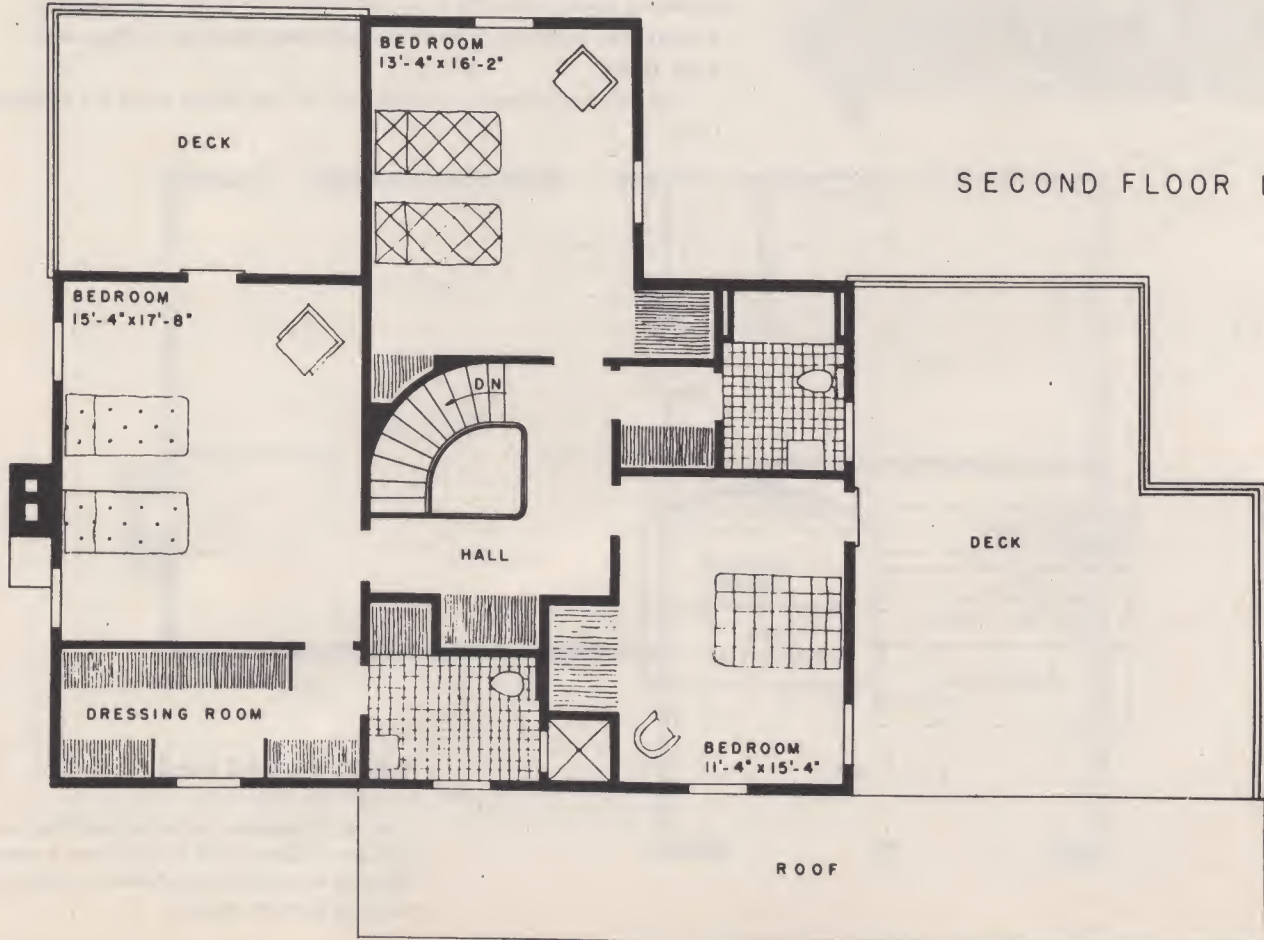 BEDROOM
13'-4" x 16'-2"
DECK
SECOND FLOOR
BEDROOM
15'-4" x 17'-8"
DN
HALL
DECK
DRESSING ROOM
BEDROOM
11'-4" x 15'-4"
ROOF